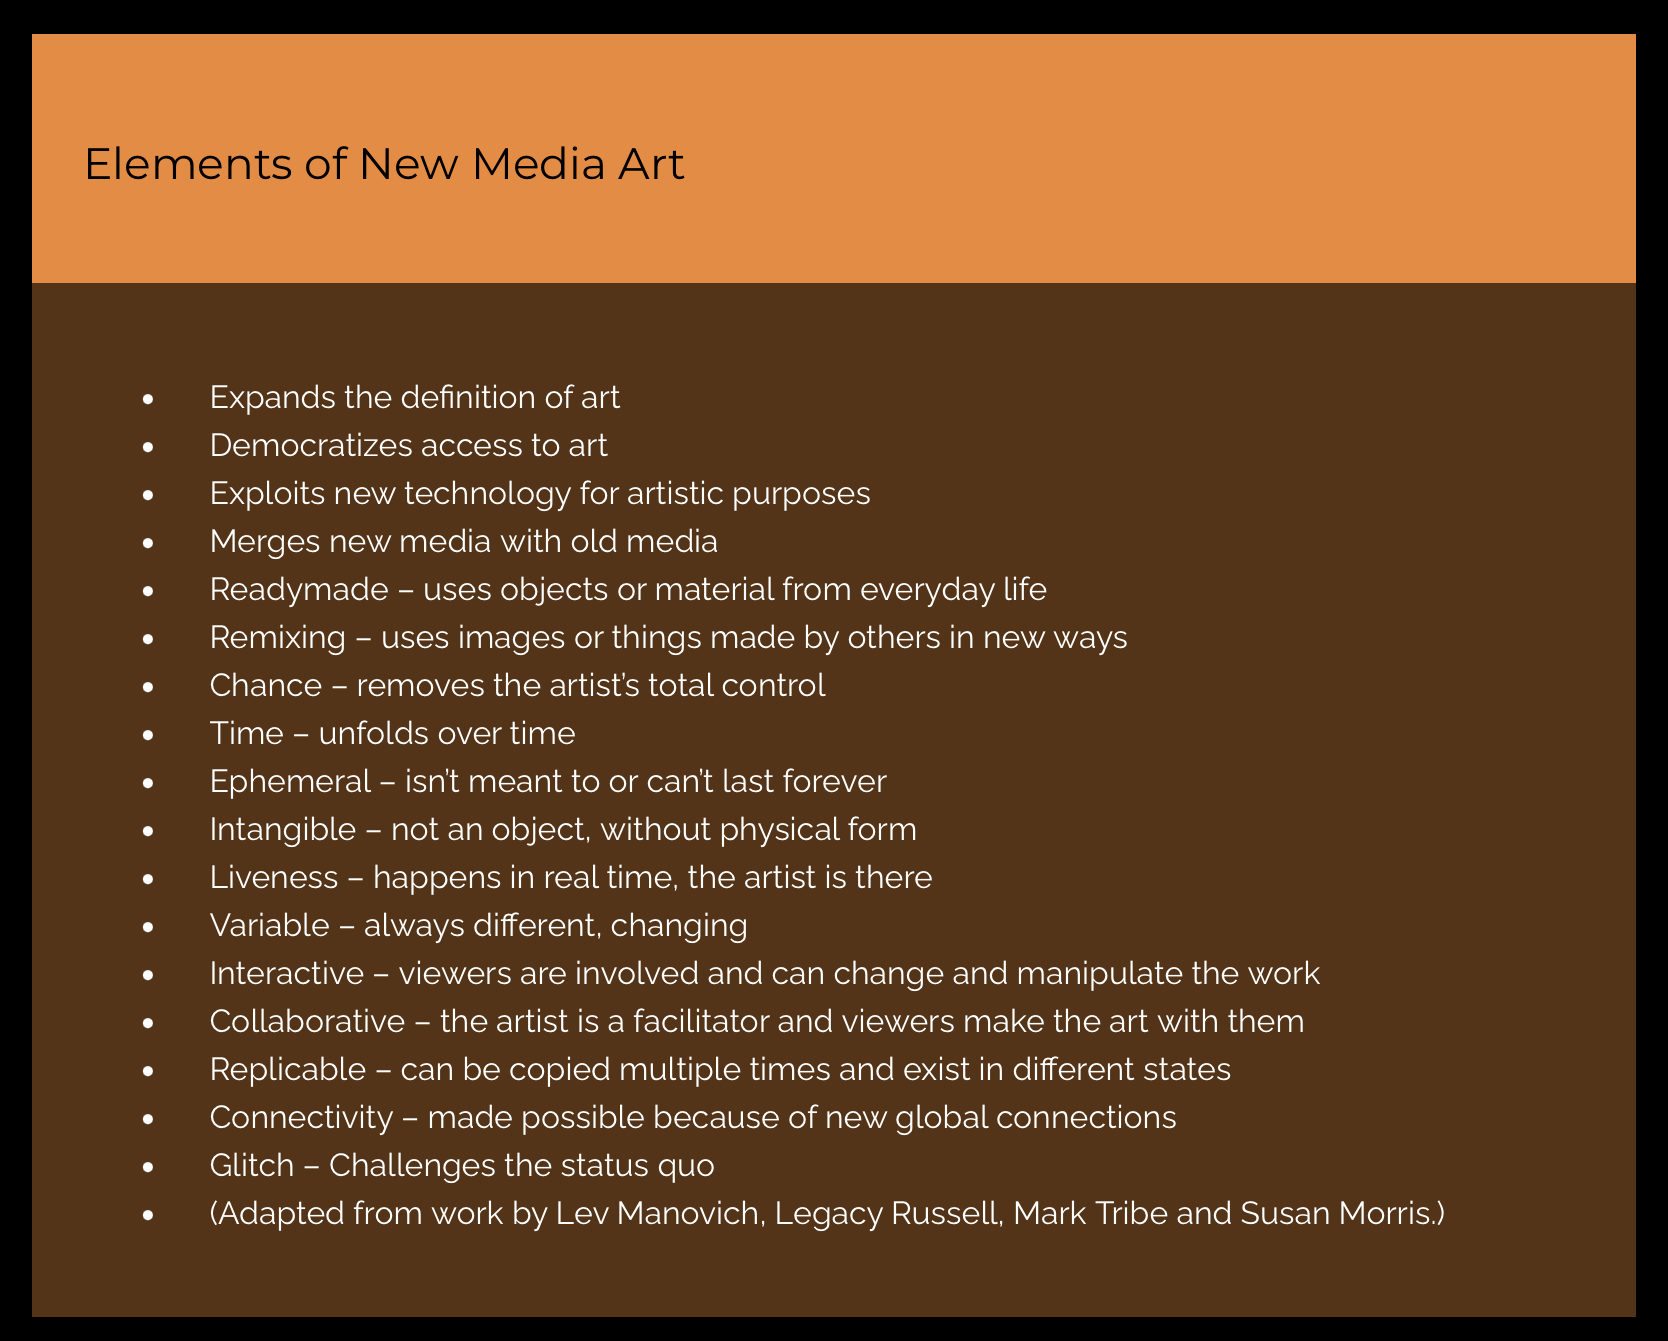 Elements of New Media Art
• Expands the definition of art
• Democratizes access to art
• Exploits new technology for artistic purposes
• Merges new media with old media
• Readymade – uses objects or material from everyday life
• Remixing – uses images or things made by others in new ways
• Chance – removes the artist’s total control
• Time – unfolds over time
• Ephemeral – isn’t meant to or can’t last forever
• Intangible – not an object, without physical form
• Liveness – happens in real time, the artist is there
• Variable – always different, changing
• Interactive – viewers are involved and can change and manipulate the work
• Collaborative – the artist is a facilitator and viewers make the art with them
• Replicable – can be copied multiple times and exist in different states
• Connectivity – made possible because of new global connections
• Glitch – Challenges the status quo
• (Adapted from work by Lev Manovich, Legacy Russell, Mark Tribe and Susan Morris.)